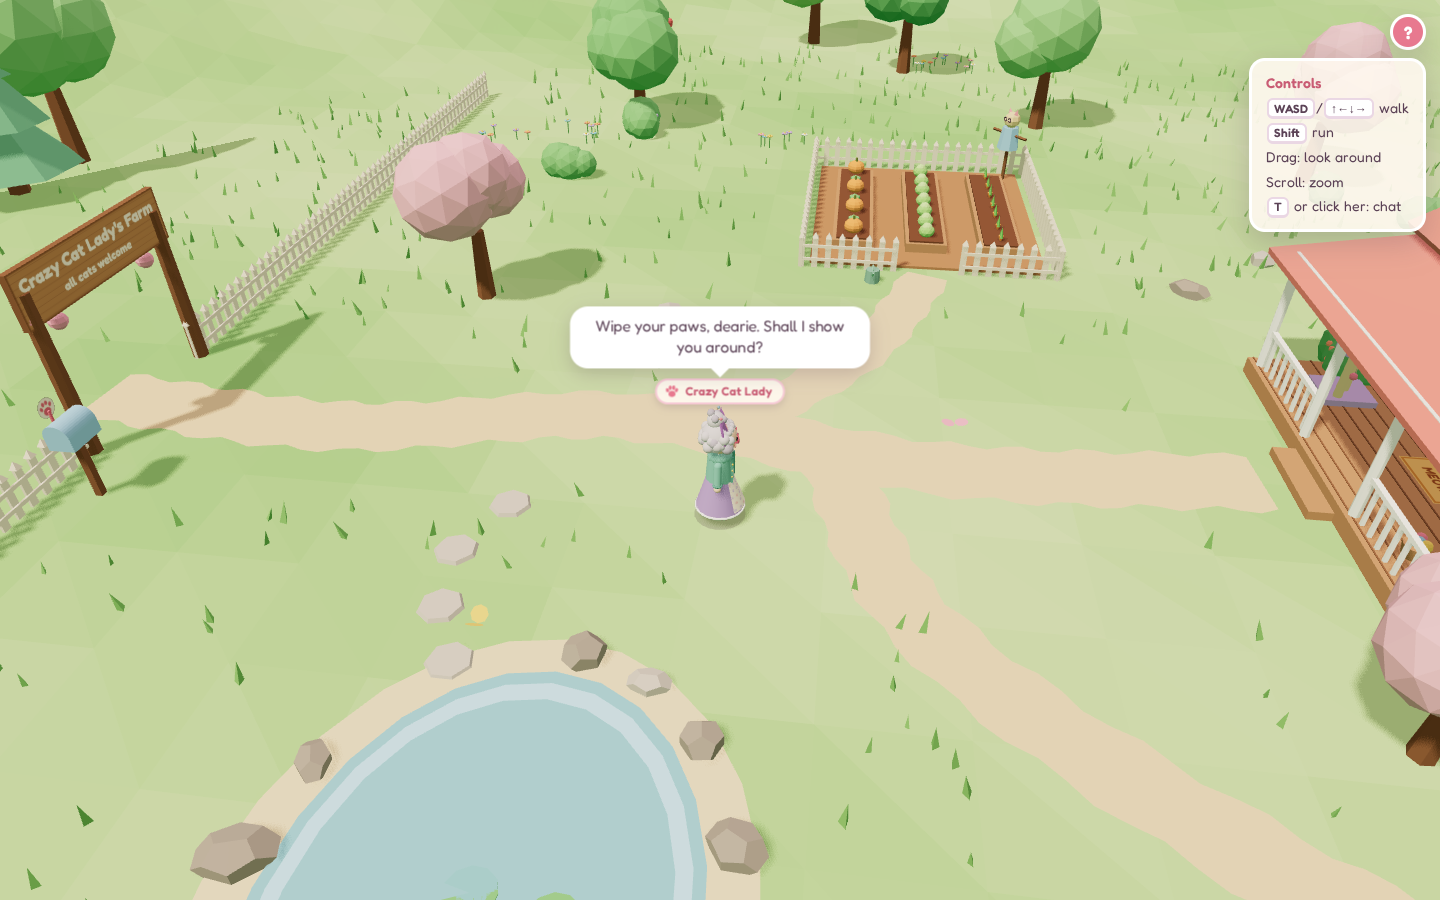 ?
Controls
WASD / ↑←↓→ walk
Shift run
Drag: look around
Scroll: zoom
T or click her: chat
Crazy Cat Lady's Farm
all cats welcome
Wipe your paws, dearie. Shall I show
you around?
Crazy Cat Lady